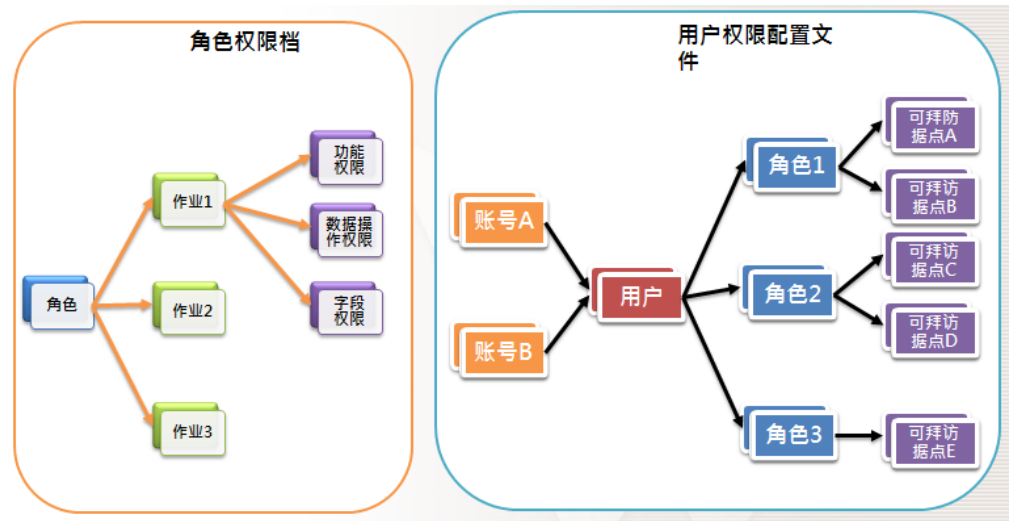 角色权限档
功能
权限
作业1
数据操
作权限
角色
作业2
字段
权限
作业3
用户权限配置文
件
账号A
账号B
用户
角色1
可拜防
据点A
可拜访
据点B
角色2
可拜访
据点C
可拜访
据点D
角色3
可拜访
据点E